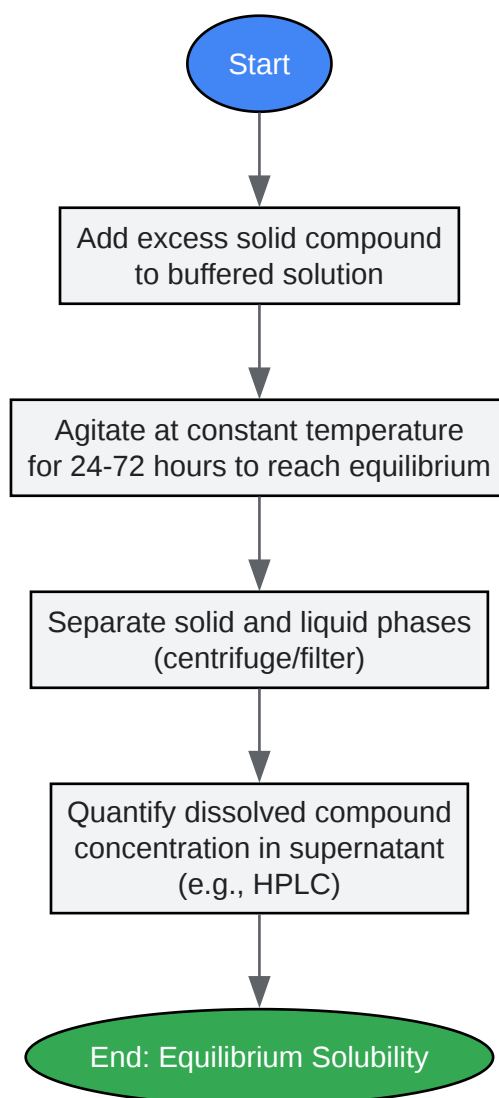 Start
Add excess solid compound
to buffered solution
Agitate at constant temperature
for 24-72 hours to reach equilibrium
Separate solid and liquid phases
(centrifuge/filter)
Quantify dissolved compound
concentration in supernatant
(e.g., HPLC)
End: Equilibrium Solubility